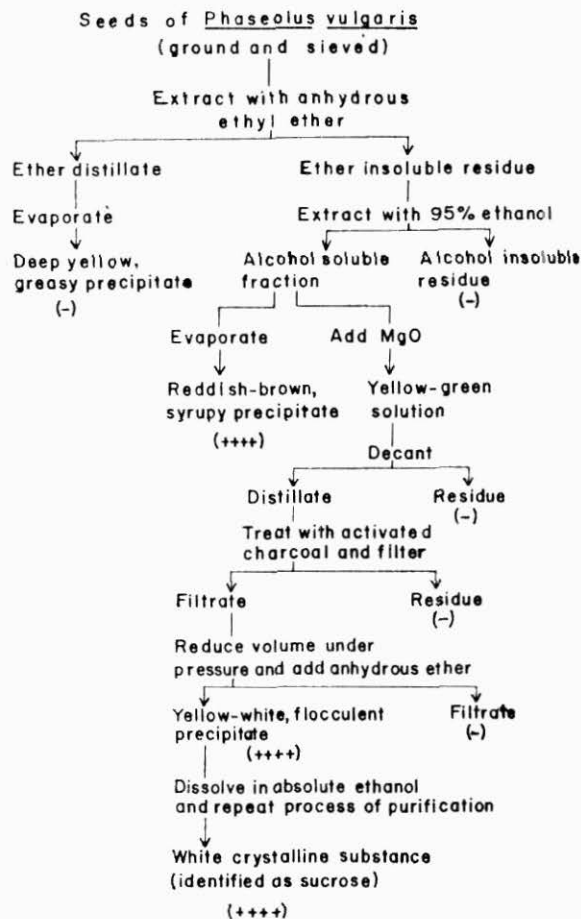 Seeds of Phaseolus vulgaris
(ground and sieved)
Extract with anhydrous
ethyl ether
Ether distillate
Ether insoluble residue
Evaporate
Extract with 95% ethanol
Deep yellow,
greasy precipitate
(-)
Alcohol soluble
fraction
Alcohol insoluble
residue
(-)
Evaporate
Add MgO
Reddish-brown,
syrupy precipitate
(++++)
Yellow-green
solution
Decant
Distillate
Residue
(-)
Treat with activated
charcoal and filter
Filtrate
Residue
(-)
Reduce volume under
pressure and add anhydrous ether
Yellow-white, flocculent
precipitate
(++++)
Filtrate
(-)
Dissolve in absolute ethanol
and repeat process of purification
White crystalline substance
(identified as sucrose)
(++++)